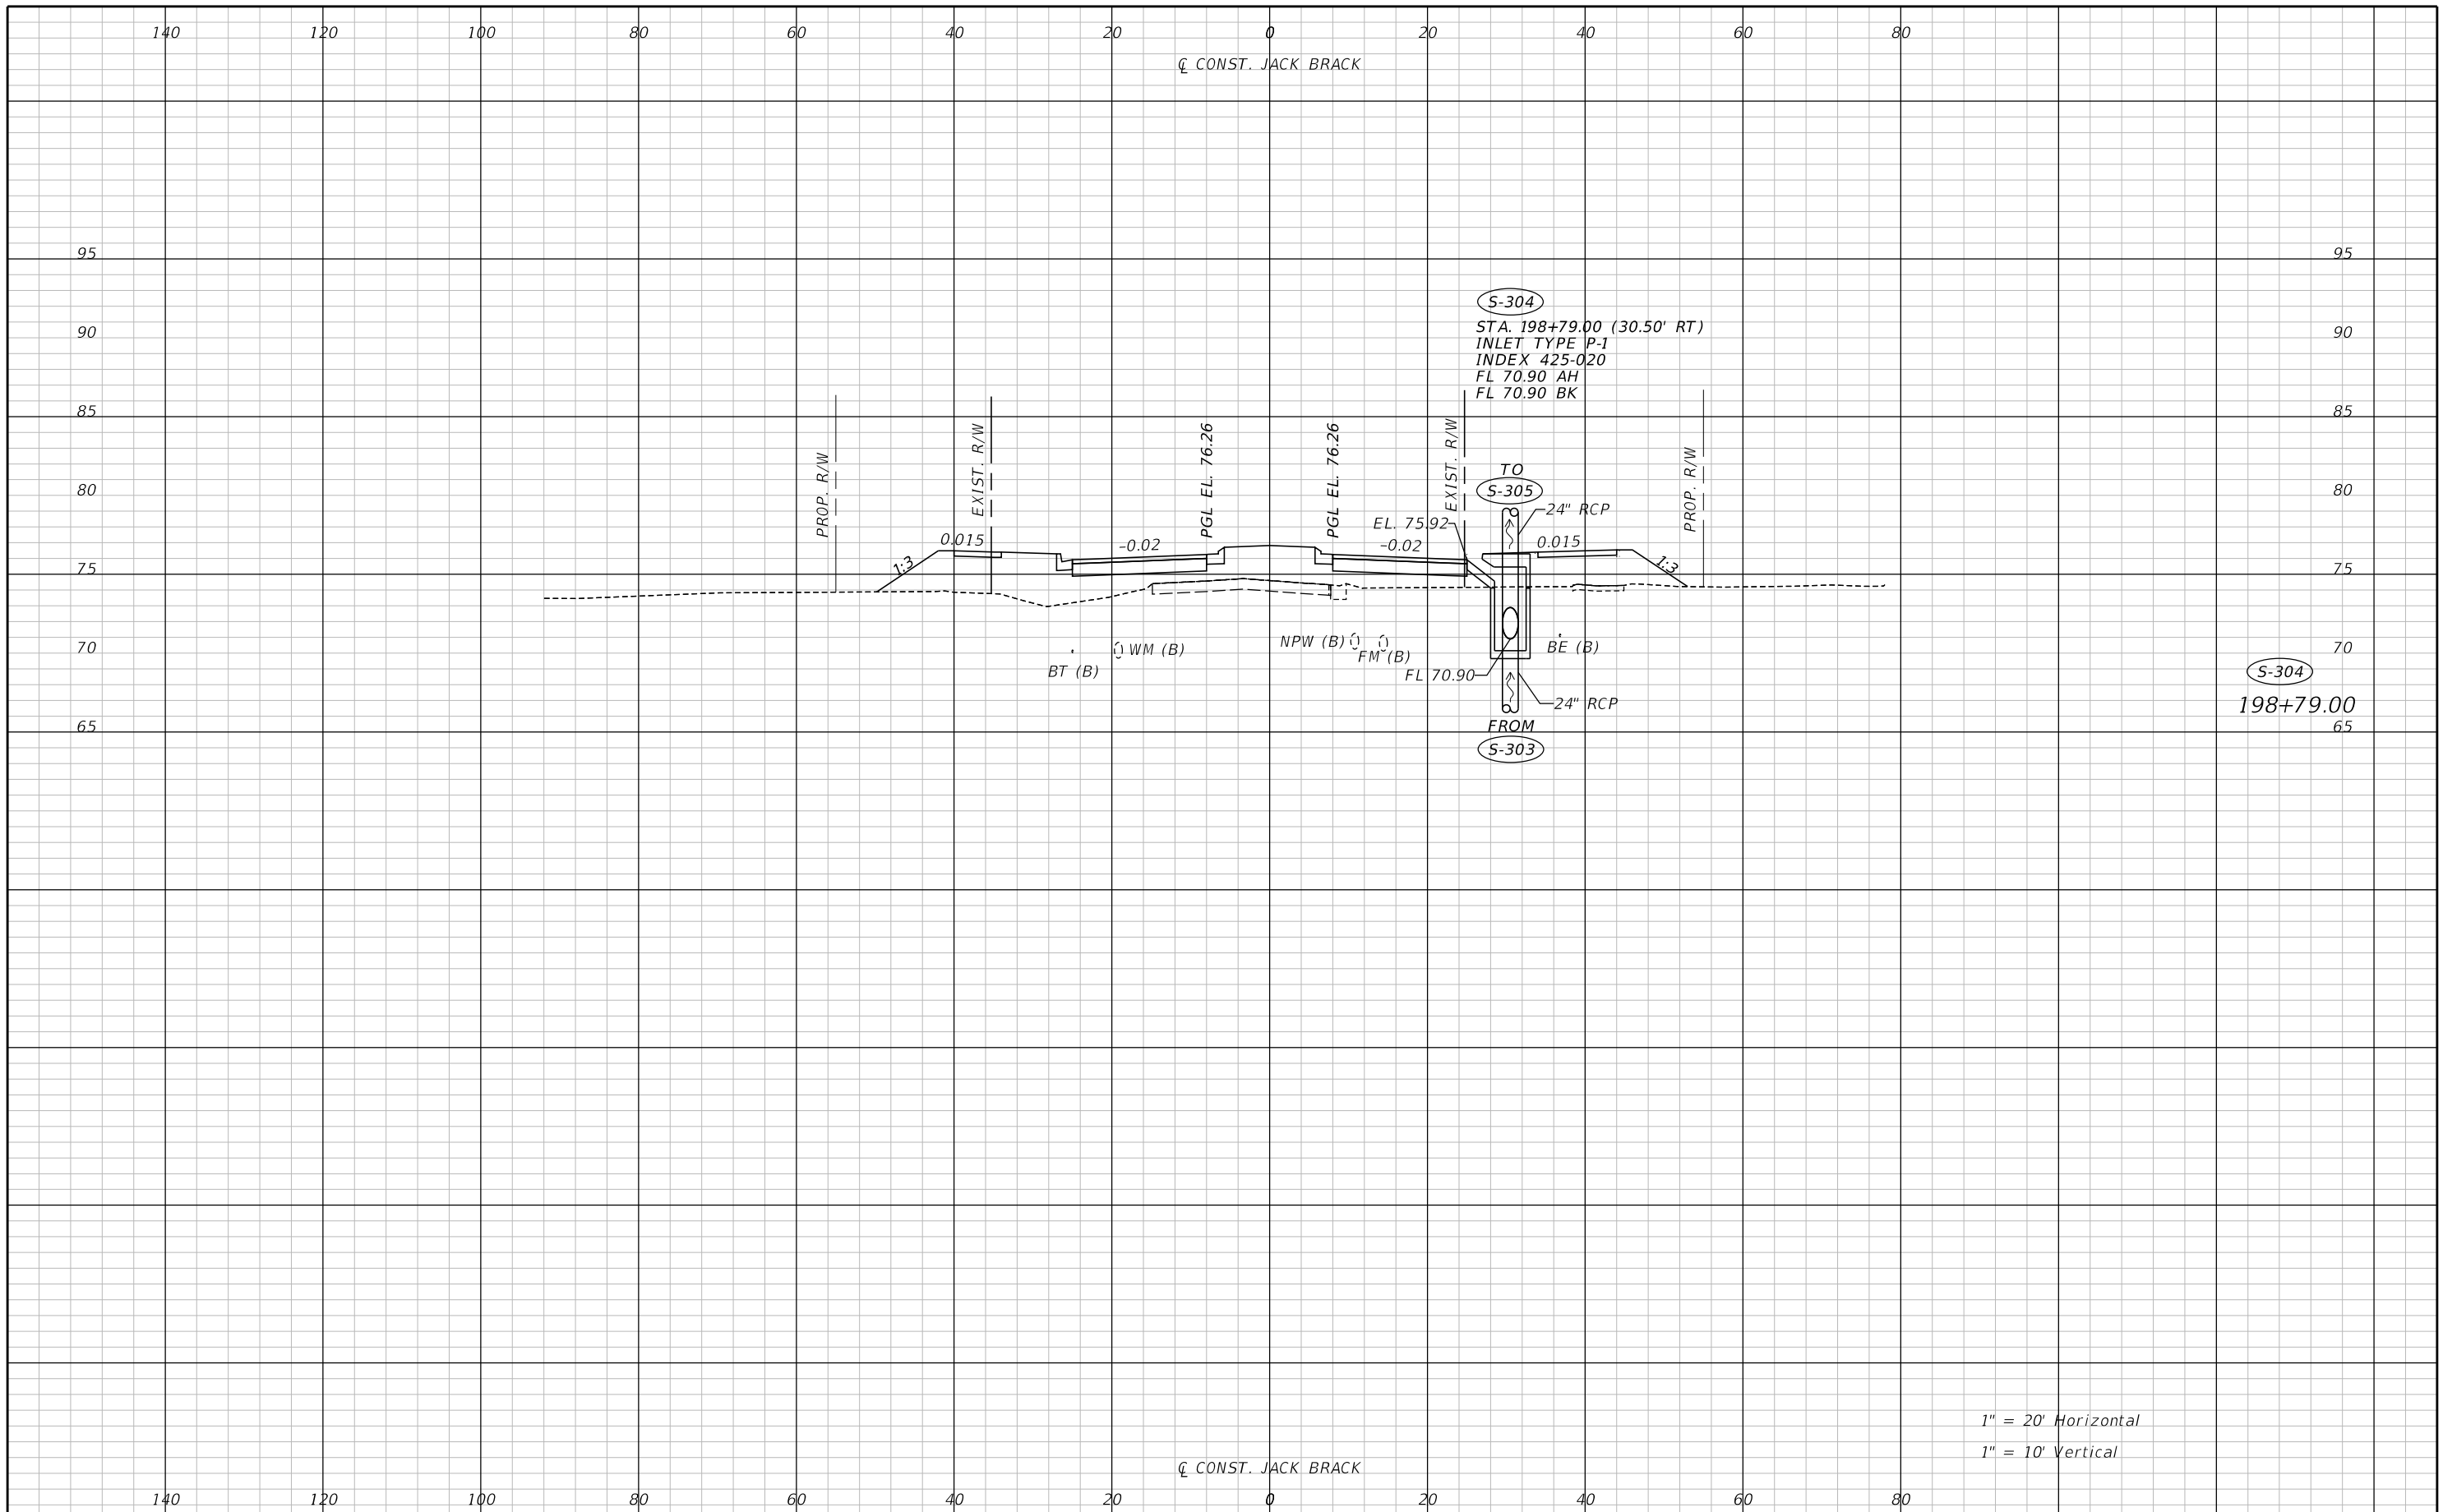 140 120 100 80 60 40 20 0 20 40 60 80
℄ CONST. JACK BRACK
95 95
S-304
STA. 198+79.00 (30.50' RT)
INLET TYPE P-1
90 90
INDEX 425-020
FL 70.90 AH
FL 70.90 BK
85 85
PROP. R/W
EXIST. R/W
PGL EL. 76.26
PGL EL. 76.26
EXIST. R/W
PROP. R/W
TO
80 S-305 80
24" RCP
EL. 75.92
1:3 0.015 -0.02 -0.02 0.015 1:3
75 75
70 BT (B) WM (B) NPW (B) FM (B) BE (B) 70
FL 70.90
S-304
24" RCP
198+79.00
65 FROM 65
S-303
1" = 20' Horizontal
1" = 10' Vertical
℄ CONST. JACK BRACK
140 120 100 80 60 40 20 0 20 40 60 80